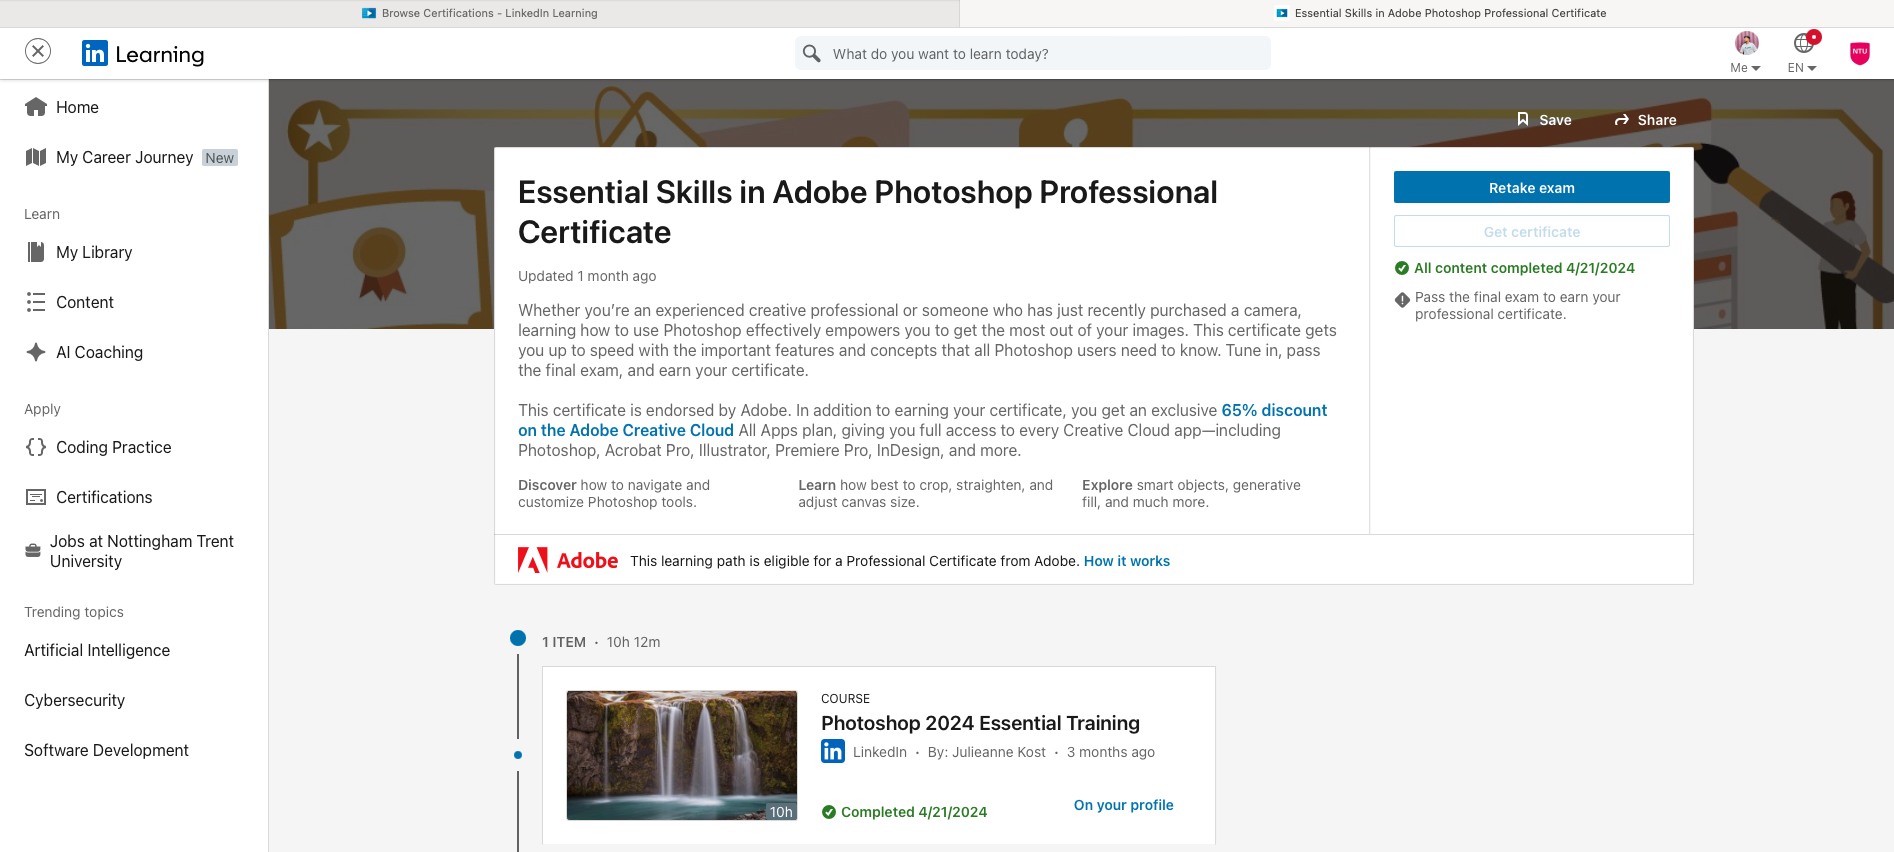 Browse Certifications - LinkedIn Learning
Essential Skills in Adobe Photoshop Professional Certificate
in Learning
What do you want to learn today?
Me
EN
NTU
Home
My Career Journey New
Learn
My Library
Content
AI Coaching
Apply
Coding Practice
Certifications
Jobs at Nottingham Trent
University
Trending topics
Artificial Intelligence
Cybersecurity
Software Development
Save
Share
Essential Skills in Adobe Photoshop Professional
Certificate
Updated 1 month ago
Whether you’re an experienced creative professional or someone who has just recently purchased a camera,
learning how to use Photoshop effectively empowers you to get the most out of your images. This certificate gets
you up to speed with the important features and concepts that all Photoshop users need to know. Tune in, pass
the final exam, and earn your certificate.
This certificate is endorsed by Adobe. In addition to earning your certificate, you get an exclusive 65% discount
on the Adobe Creative Cloud All Apps plan, giving you full access to every Creative Cloud app—including
Photoshop, Acrobat Pro, Illustrator, Premiere Pro, InDesign, and more.
Discover how to navigate and
customize Photoshop tools.
Learn how best to crop, straighten, and
adjust canvas size.
Explore smart objects, generative
fill, and much more.
Retake exam
Get certificate
All content completed 4/21/2024
Pass the final exam to earn your
professional certificate.
Adobe This learning path is eligible for a Professional Certificate from Adobe. How it works
1 ITEM · 10h 12m
10h
COURSE
Photoshop 2024 Essential Training
in LinkedIn · By: Julieanne Kost · 3 months ago
Completed 4/21/2024
On your profile